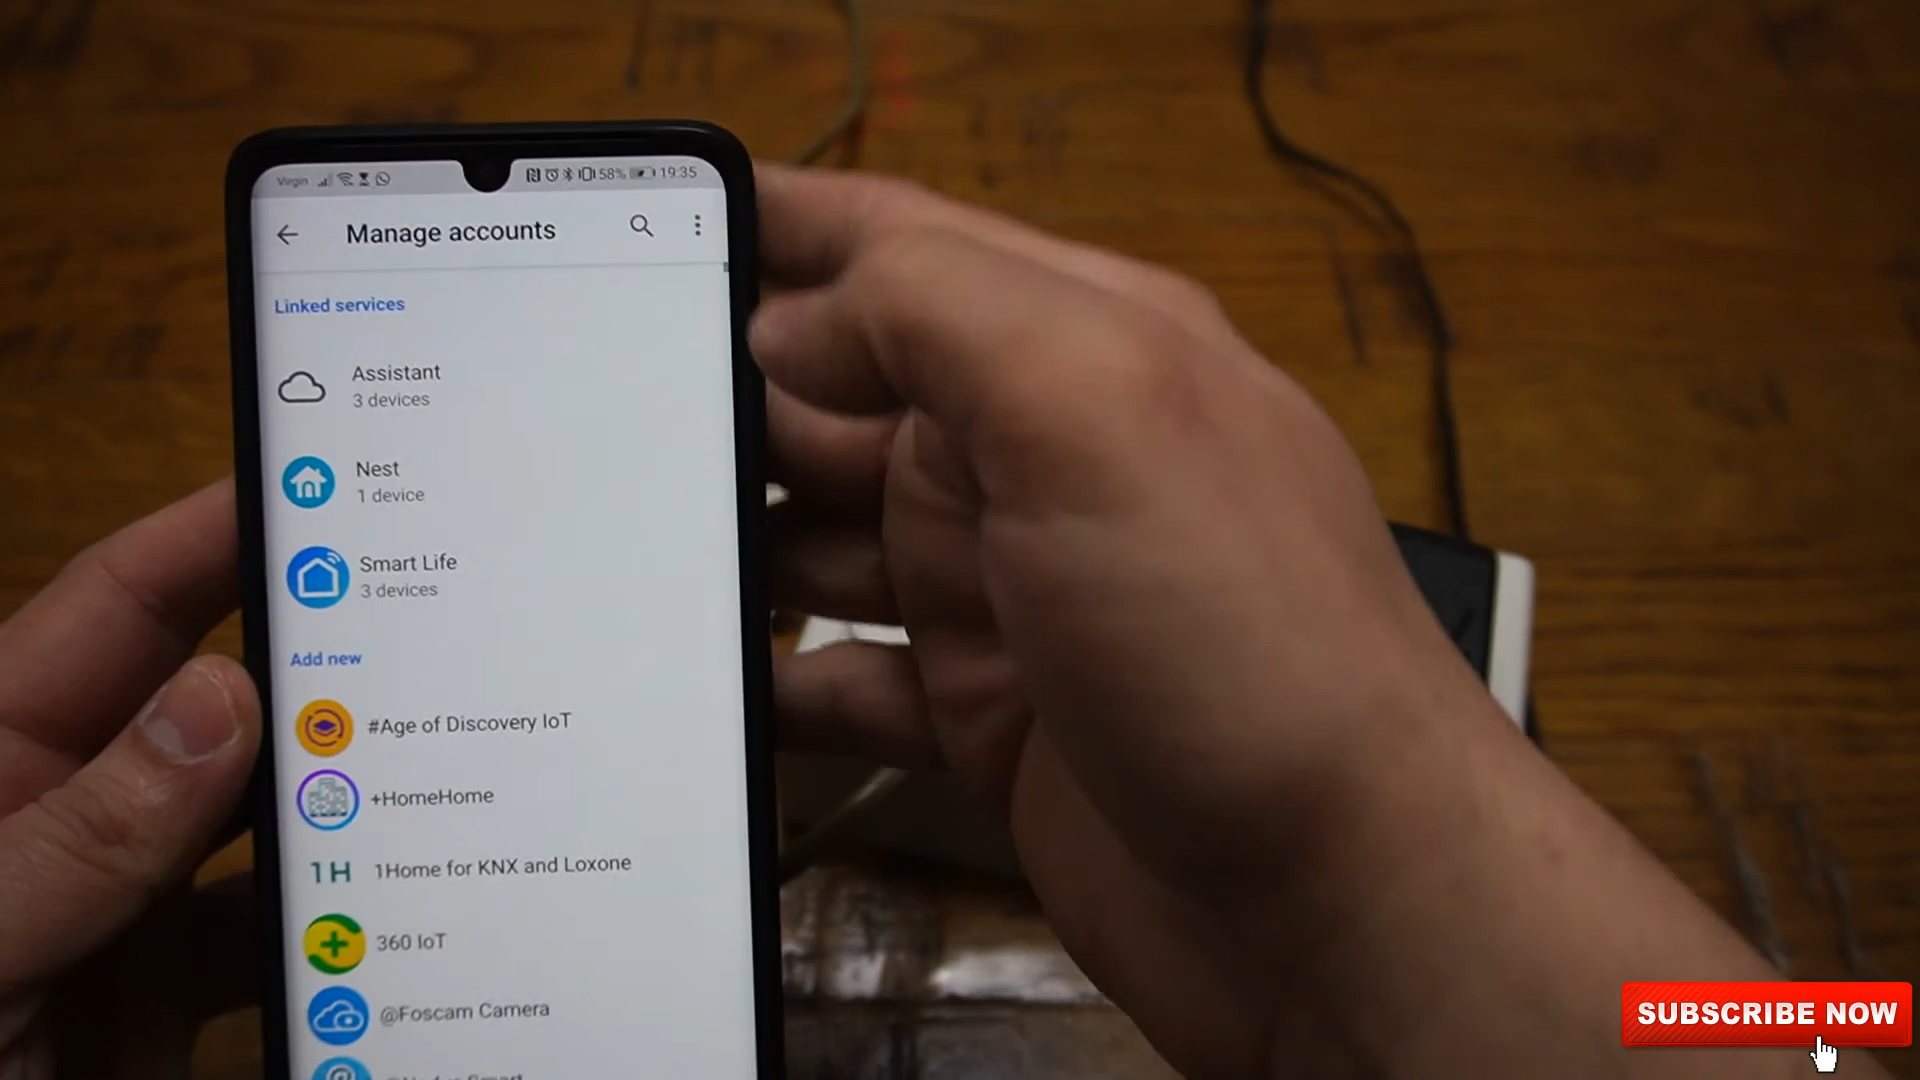 Virgin 58% 19:35
Manage accounts
Linked services
Assistant
3 devices
Nest
1 device
Smart Life
3 devices
Add new
#Age of Discovery IoT
+HomeHome
1H 1Home for KNX and Loxone
360 IoT
@Foscam Camera
SUBSCRIBE NOW